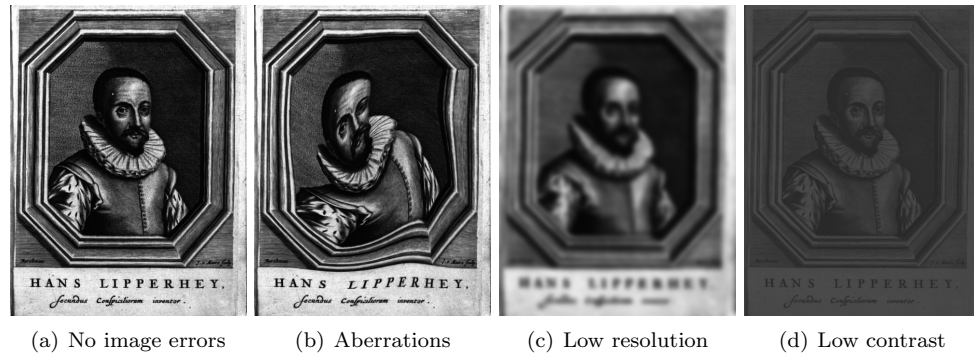 HANS LIPPERHEY.
secundus Conspiciliorum inventor.
(a) No image errors
HANS LIPPERHEY.
secundus Conspiciliorum inventor.
(b) Aberrations
HANS LIPPERHEY.
(c) Low resolution
HANS LIPPERHEY.
secundus Conspiciliorum inventor.
(d) Low contrast